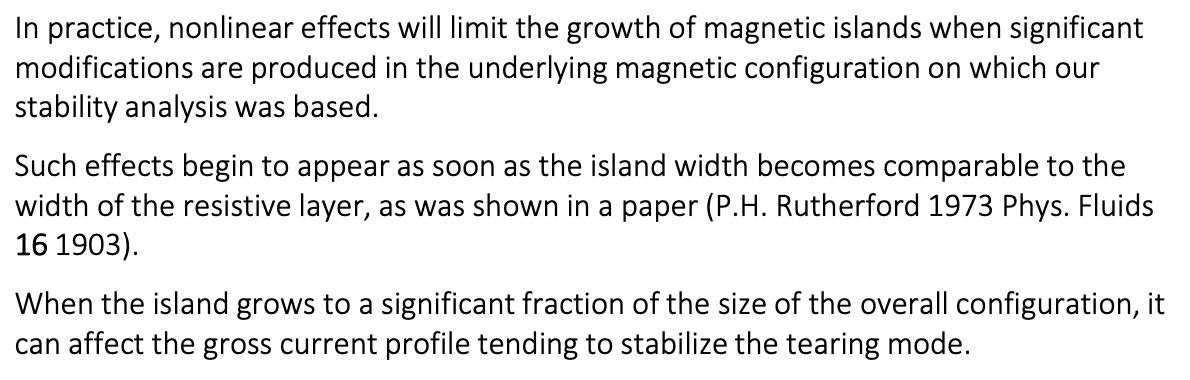 In practice, nonlinear effects will limit the growth of magnetic islands when significant
modifications are produced in the underlying magnetic configuration on which our
stability analysis was based.
Such effects begin to appear as soon as the island width becomes comparable to the
width of the resistive layer, as was shown in a paper (P.H. Rutherford 1973 Phys. Fluids
16 1903).
When the island grows to a significant fraction of the size of the overall configuration, it
can affect the gross current profile tending to stabilize the tearing mode.